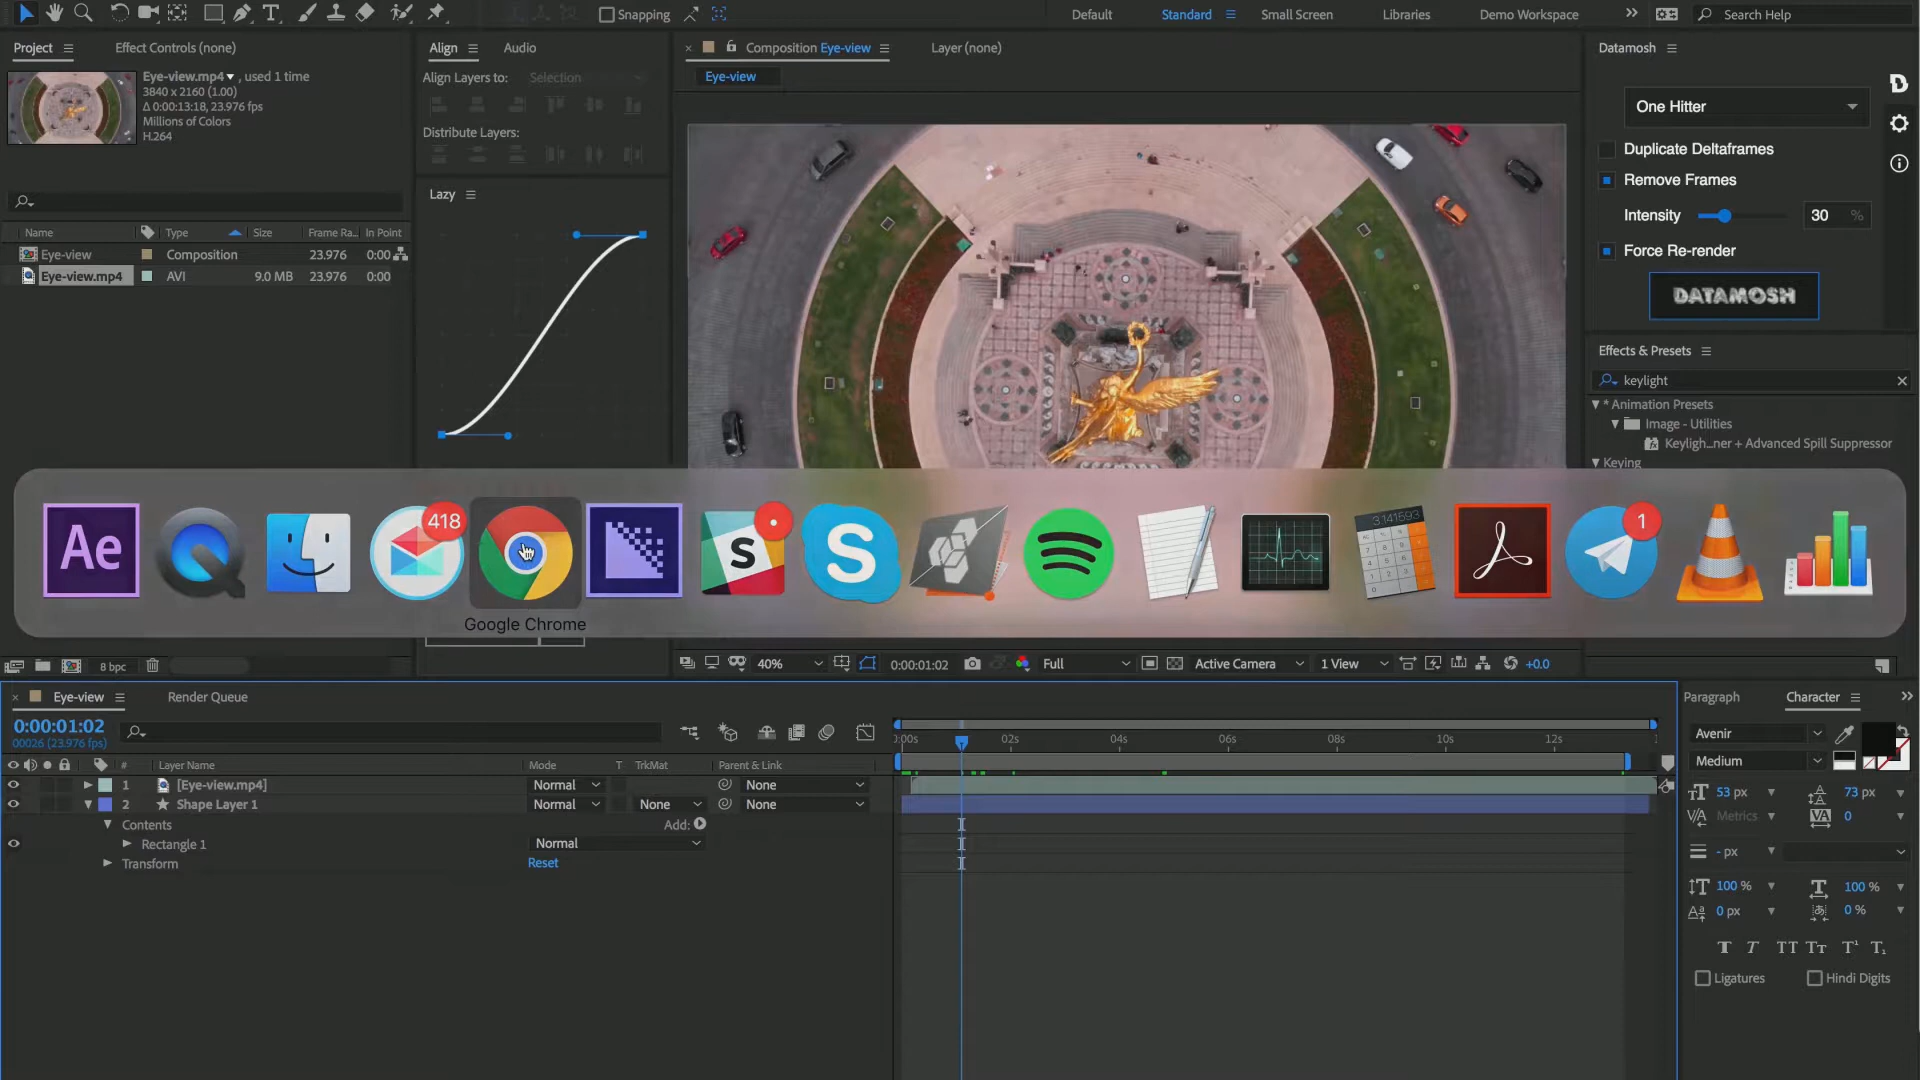 Snapping
Default
Standard
Small Screen
Libraries
Demo Workspace
Search Help
Project
Effect Controls (none)
Eye-view.mp4 , used 1 time
3840 x 2160 (1.00)
Δ 0:00:13:18, 23.976 fps
Millions of Colors
H.264
Name Type Size Frame Ra... In Point
Eye-view Composition 23.976 0:00
Eye-view.mp4 AVI 9.0 MB 23.976 0:00
8 bpc
Align
Audio
Align Layers to: Selection
Distribute Layers:
Lazy
Composition Eye-view
Layer (none)
Eye-view
Datamosh
One Hitter
Duplicate Deltaframes
Remove Frames
Intensity 30 %
Force Re-render
DATAMOSH
Effects & Presets
keylight
* Animation Presets
Image - Utilities
Keyligh...ner + Advanced Spill Suppressor
Keying
Ae
418
S
S
3.141593
1
Google Chrome
40%
0:00:01:02
Full
Active Camera
1 View
+0.0
Eye-view
Render Queue
0:00:01:02
00026 (23.976 fps)
# Layer Name Mode T TrkMat Parent & Link
1 [Eye-view.mp4] Normal None
2 Shape Layer 1 Normal None None
Contents Add:
Rectangle 1 Normal
Transform Reset
0:00s 02s 04s 06s 08s 10s 12s
Paragraph
Character
Avenir
Medium
53 px 73 px
Metrics 0
- px
100 % 100 %
0 px 0 %
T T TT Tт T¹ T₁
Ligatures
Hindi Digits